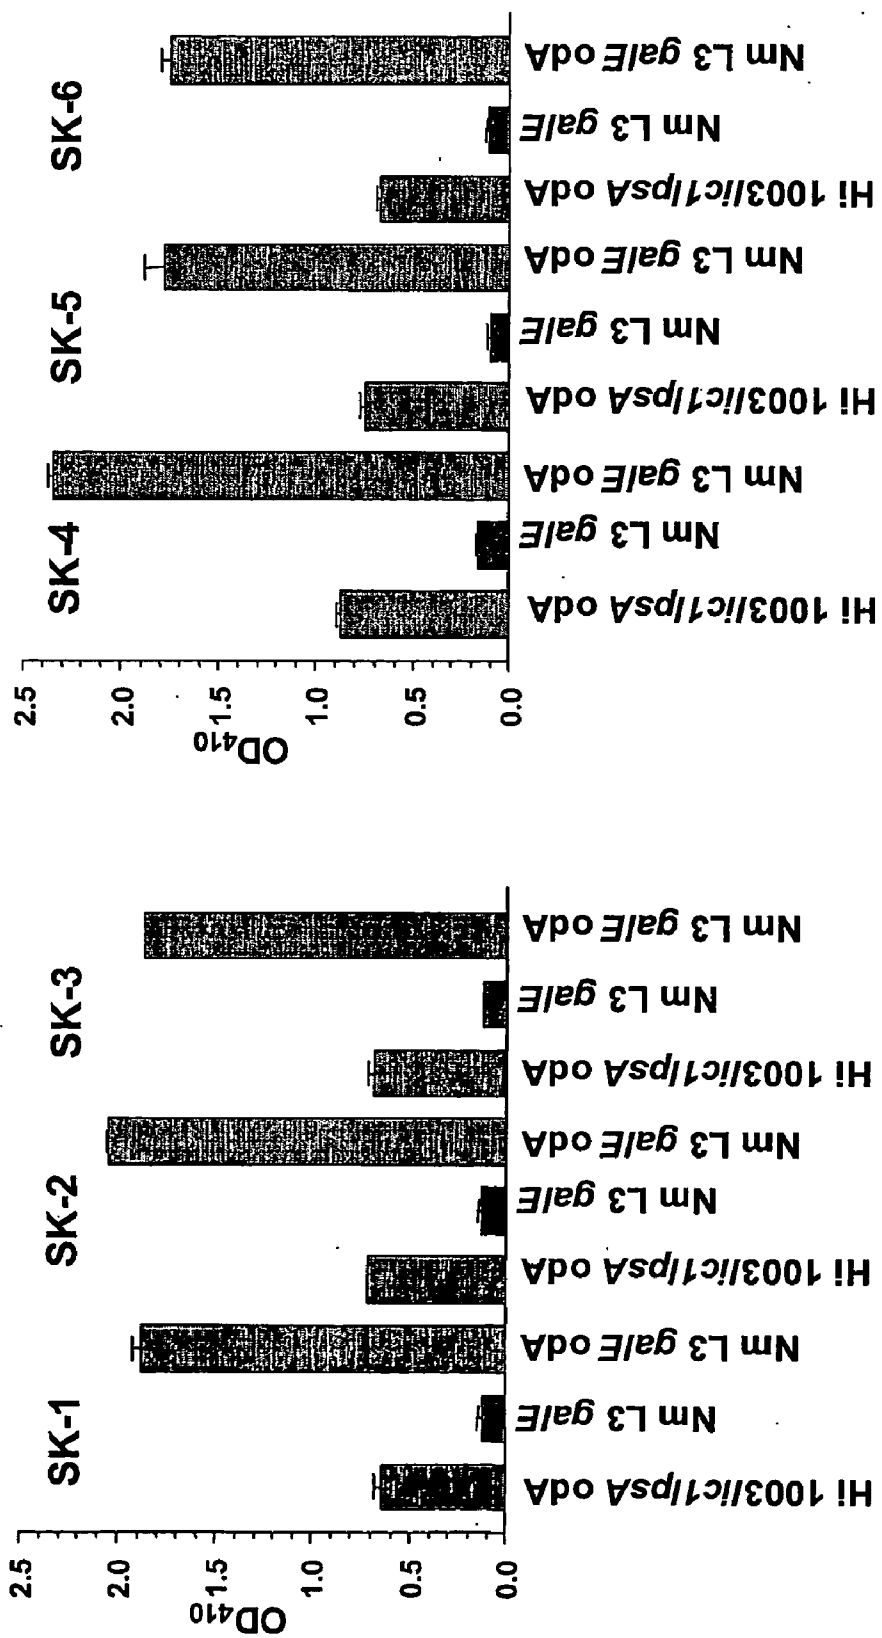 SK-1
SK-2
SK-3
OD410
2.5
2.0
1.5
1.0
0.5
0.0
Hi 1003lic1lpsA odA
Nm L3 galE
Nm L3 galE odA
Hi 1003lic1lpsA odA
Nm L3 galE
Nm L3 galE odA
Hi 1003lic1lpsA odA
Nm L3 galE
Nm L3 galE odA
SK-4
SK-5
SK-6
OD410
2.5
2.0
1.5
1.0
0.5
0.0
Hi 1003lic1lpsA odA
Nm L3 galE
Nm L3 galE odA
Hi 1003lic1lpsA odA
Nm L3 galE
Nm L3 galE odA
Hi 1003lic1lpsA odA
Nm L3 galE
Nm L3 galE odA